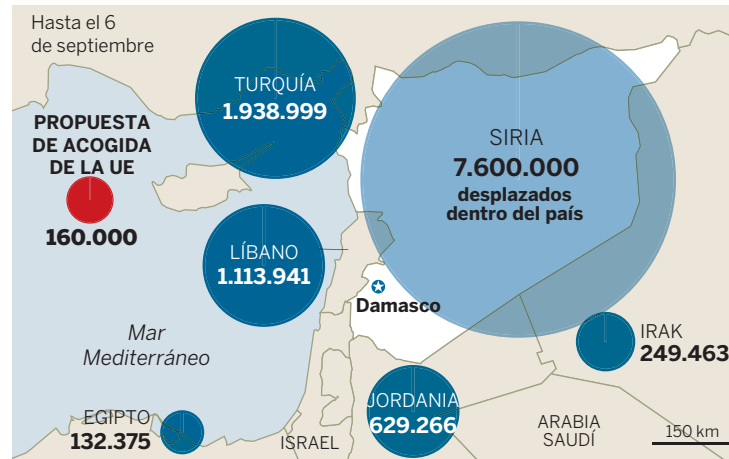 Hasta el 6
de septiembre
TURQUÍA
1.938.999
PROPUESTA
DE ACOGIDA
DE LA UE
160.000
SIRIA
7.600.000
desplazados
dentro del país
LÍBANO
1.113.941
Damasco
Mar
Mediterráneo
IRAK
249.463
JORDANIA
629.266
EGIPTO
132.375
ISRAEL
ARABIA
SAUDÍ
150 km